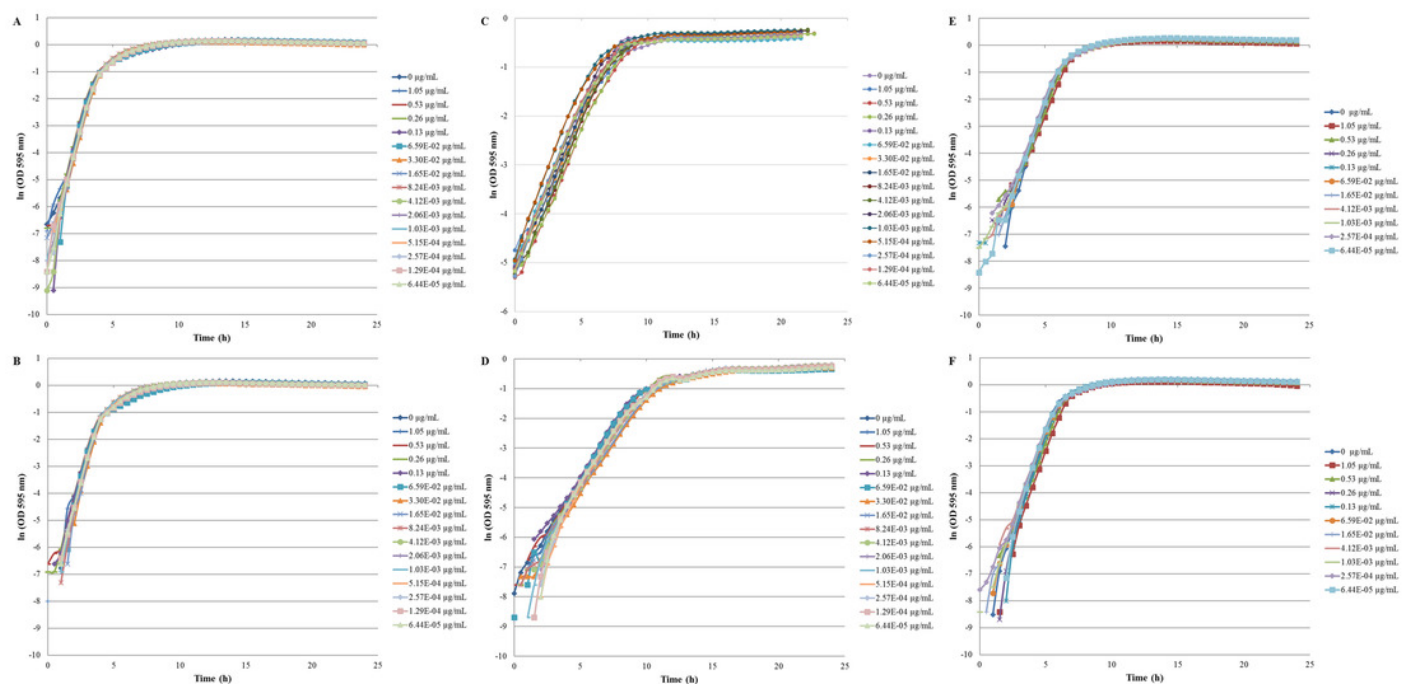 A
ln (OD 595 nm)
1
0
-1
-2
-3
-4
-5
-6
-7
-8
-9
-10
0 5 10 15 20 25
Time (h)
0 µg/mL
1.05 µg/mL
0.53 µg/mL
0.26 µg/mL
0.13 µg/mL
6.59E-02 µg/mL
3.30E-02 µg/mL
1.65E-02 µg/mL
8.24E-03 µg/mL
4.12E-03 µg/mL
2.06E-03 µg/mL
1.03E-03 µg/mL
5.15E-04 µg/mL
2.57E-04 µg/mL
1.29E-04 µg/mL
6.44E-05 µg/mL
C
ln (OD 595 nm)
-0
-1
-2
-3
-4
-5
-6
0 5 10 15 20 25
Time (h)
0 µg/mL
1.05 µg/mL
0.53 µg/mL
0.26 µg/mL
0.13 µg/mL
6.59E-02 µg/mL
3.30E-02 µg/mL
1.65E-02 µg/mL
8.24E-03 µg/mL
4.12E-03 µg/mL
2.06E-03 µg/mL
1.03E-03 µg/mL
5.15E-04 µg/mL
2.57E-04 µg/mL
1.29E-04 µg/mL
6.44E-05 µg/mL
E
ln (OD 595 nm)
1
0
-1
-2
-3
-4
-5
-6
-7
-8
-9
-10
0 5 10 15 20 25
Time (h)
0 µg/mL
1.05 µg/mL
0.53 µg/mL
0.26 µg/mL
0.13 µg/mL
6.59E-02 µg/mL
1.65E-02 µg/mL
4.12E-03 µg/mL
1.03E-03 µg/mL
2.57E-04 µg/mL
6.44E-05 µg/mL
B
ln (OD 595 nm)
1
0
-1
-2
-3
-4
-5
-6
-7
-8
-9
-10
0 5 10 15 20 25
Time (h)
0 µg/mL
1.05 µg/mL
0.53 µg/mL
0.26 µg/mL
0.13 µg/mL
6.59E-02 µg/mL
3.30E-02 µg/mL
1.65E-02 µg/mL
8.24E-03 µg/mL
4.12E-03 µg/mL
2.06E-03 µg/mL
1.03E-03 µg/mL
5.15E-04 µg/mL
2.57E-04 µg/mL
1.29E-04 µg/mL
6.44E-05 µg/mL
D
ln (OD 595 nm)
-0
-1
-2
-3
-4
-5
-6
-7
-8
-9
-10
0 5 10 15 20 25
Time (h)
0 µg/mL
1.05 µg/mL
0.53 µg/mL
0.26 µg/mL
0.13 µg/mL
6.59E-02 µg/mL
3.30E-02 µg/mL
1.65E-02 µg/mL
8.24E-03 µg/mL
4.12E-03 µg/mL
2.06E-03 µg/mL
1.03E-03 µg/mL
5.15E-04 µg/mL
2.57E-04 µg/mL
1.29E-04 µg/mL
6.44E-05 µg/mL
F
ln (OD 595 nm)
1
0
-1
-2
-3
-4
-5
-6
-7
-8
-9
-10
0 5 10 15 20 25
Time (h)
0 µg/mL
1.05 µg/mL
0.53 µg/mL
0.26 µg/mL
0.13 µg/mL
6.59E-02 µg/mL
1.65E-02 µg/mL
4.12E-03 µg/mL
1.03E-03 µg/mL
2.57E-04 µg/mL
6.44E-05 µg/mL